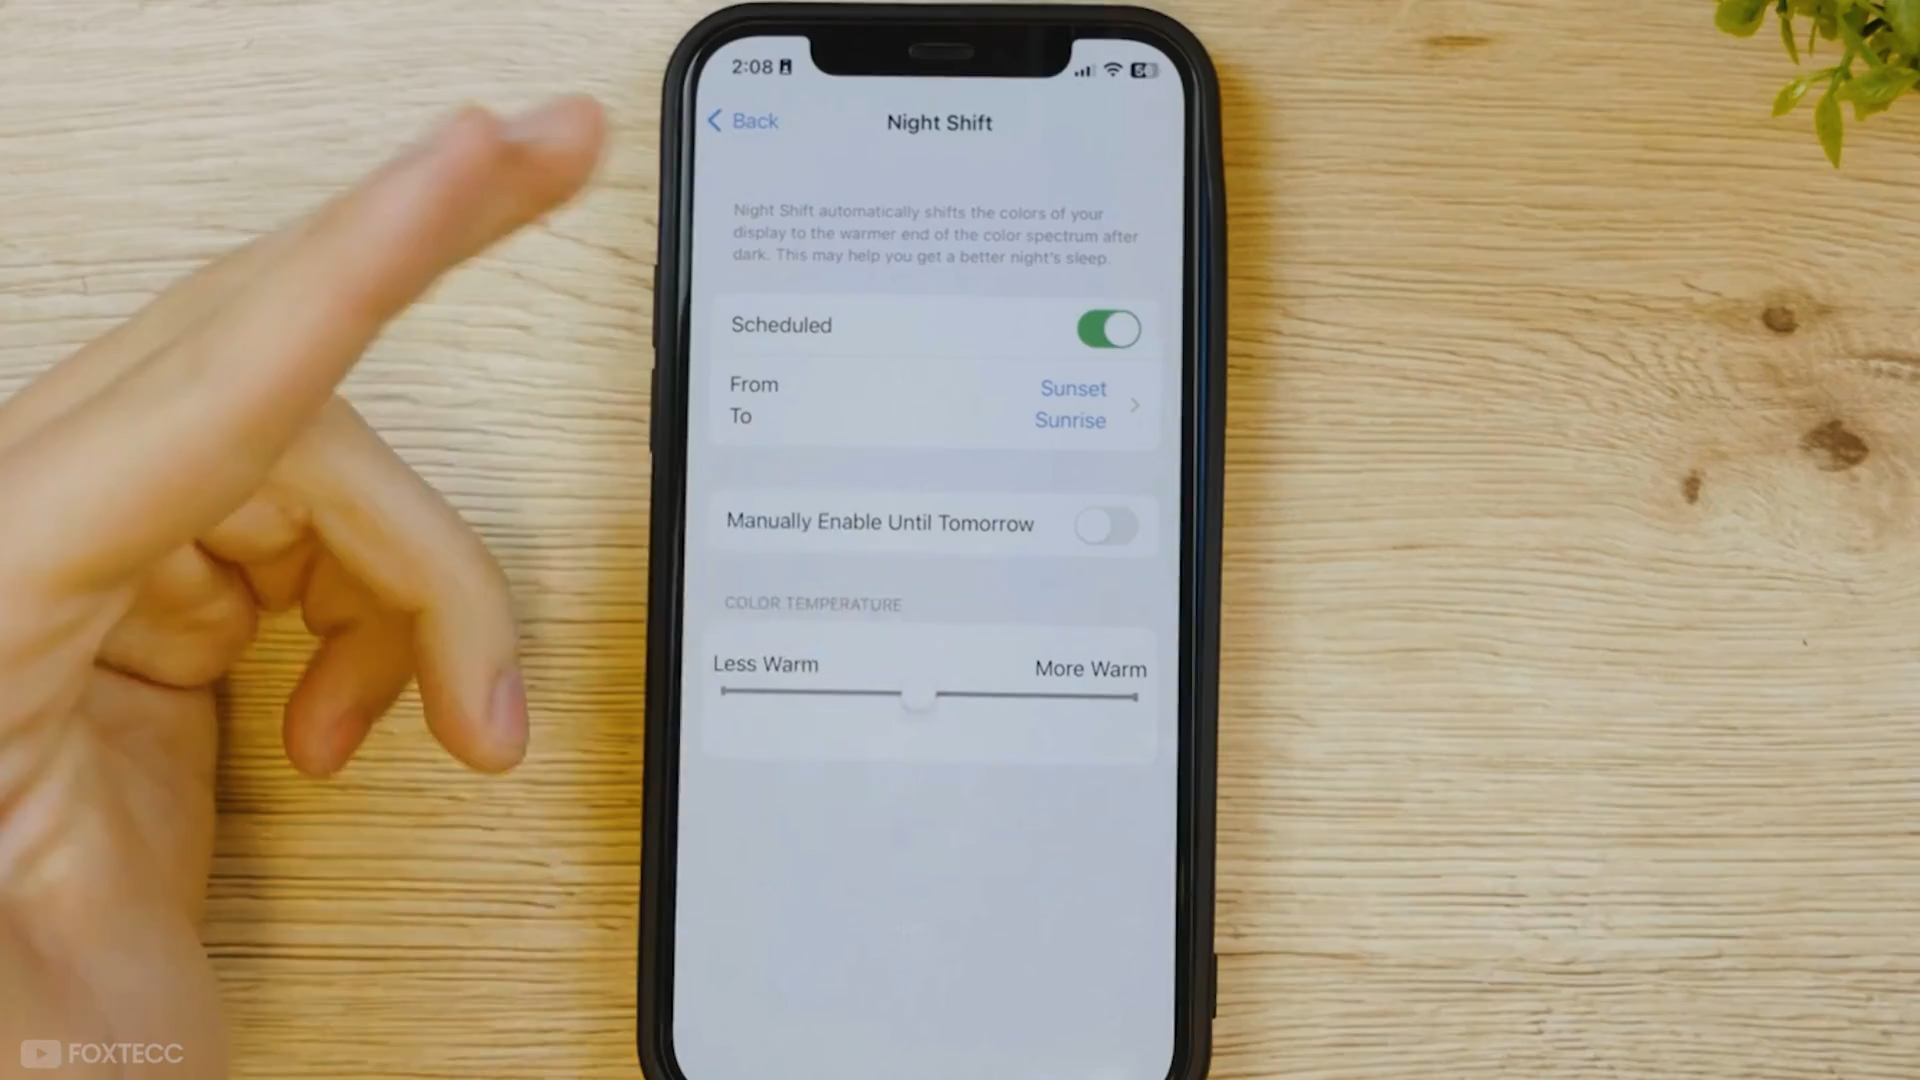 2:08
56
Back
Night Shift
Night Shift automatically shifts the colors of your
display to the warmer end of the color spectrum after
dark. This may help you get a better night's sleep.
Scheduled
From
Sunset
To
Sunrise
Manually Enable Until Tomorrow
COLOR TEMPERATURE
Less Warm
More Warm
FOXTECC